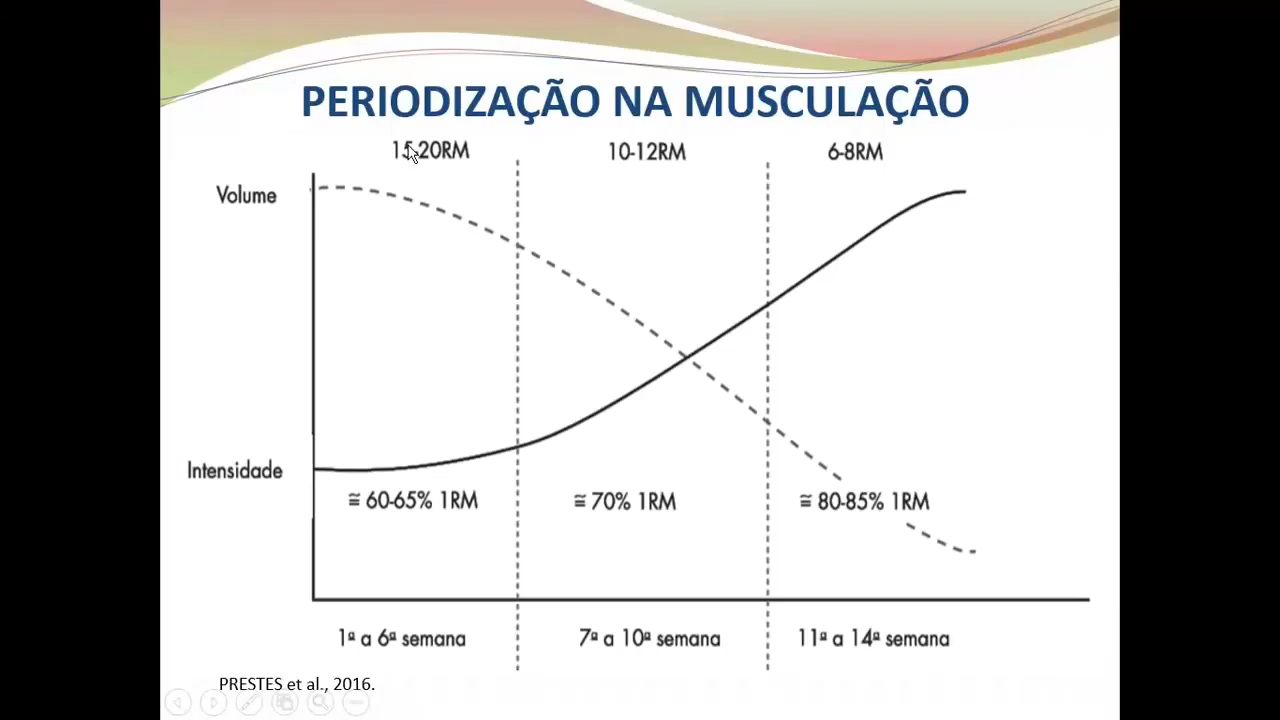 PERIODIZAÇÃO NA MUSCULAÇÃO
15-20RM 10-12RM 6-8RM
Volume
Intensidade
≅ 60-65% 1RM ≅ 70% 1RM ≅ 80-85% 1RM
1ª a 6ª semana 7ª a 10ª semana 11ª a 14ª semana
PRESTES et al., 2016.